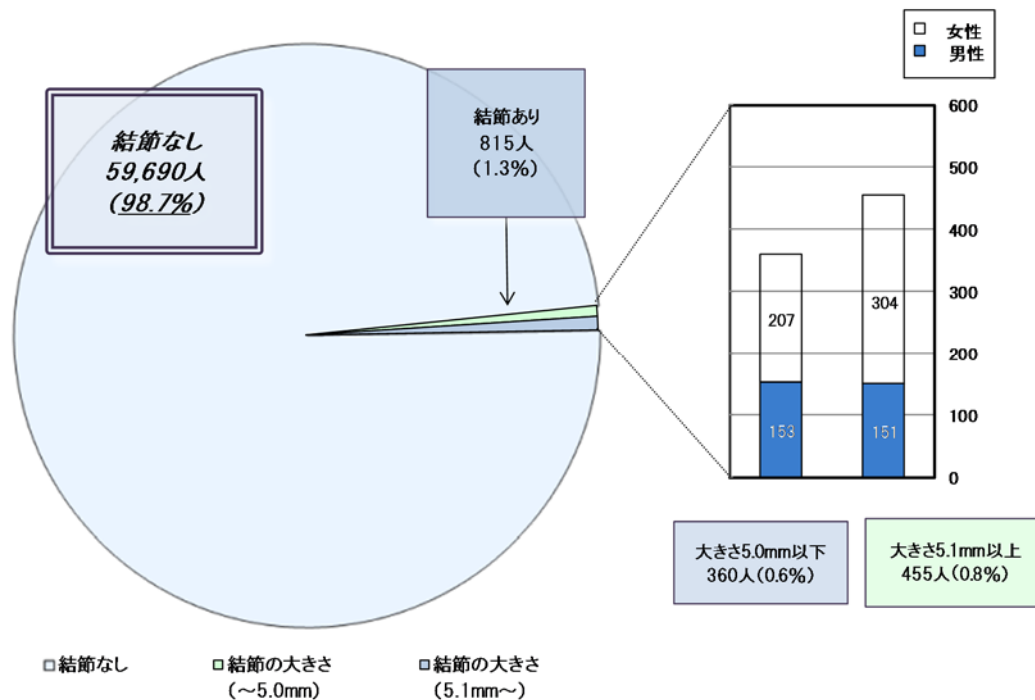 女性
男性
結節なし
59,690人
(98.7%)
結節あり
815人
(1.3%)
600
500
400
300
200
100
0
207
304
153
151
大きさ5.0mm以下
360人(0.6%)
大きさ5.1mm以上
455人(0.8%)
結節なし
結節の大きさ
(～5.0mm)
結節の大きさ
(5.1mm～)